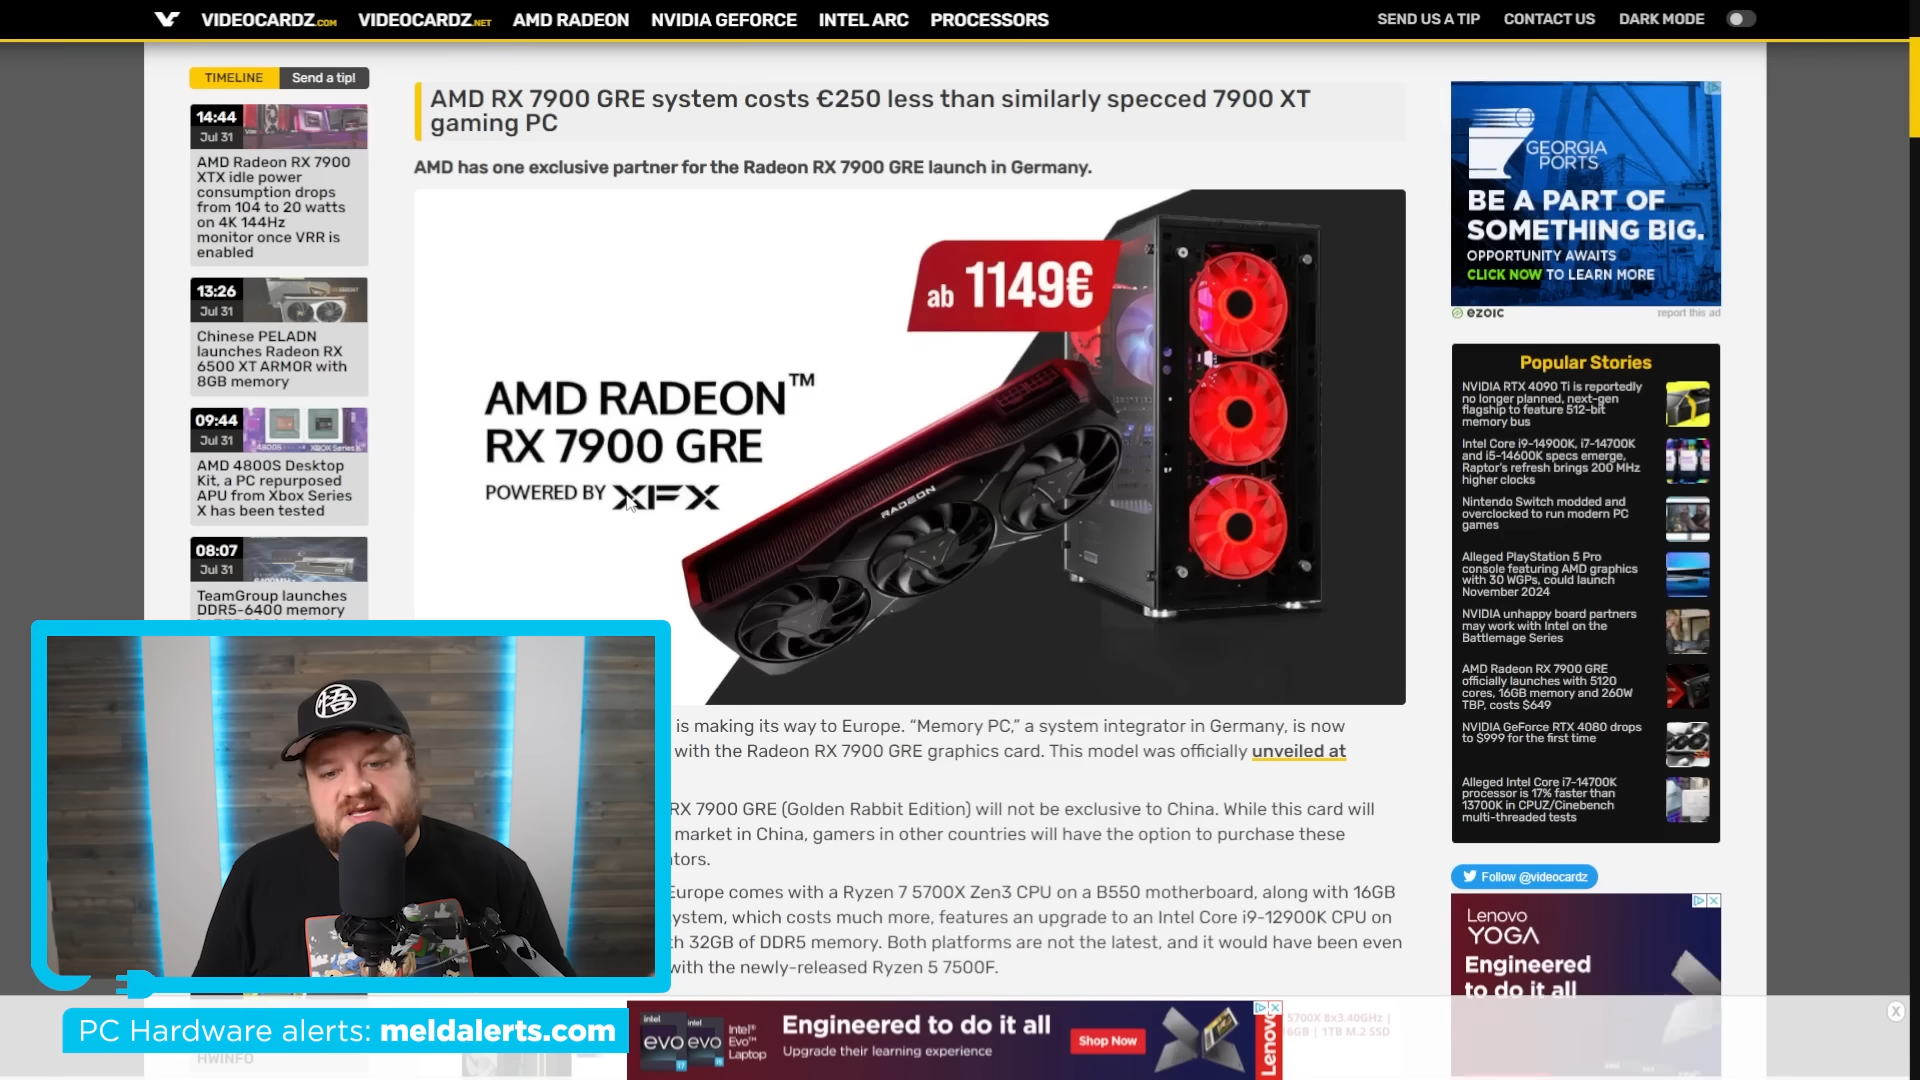 VIDEOCARDZ.COM VIDEOCARDZ.NET AMD RADEON NVIDIA GEFORCE INTEL ARC PROCESSORS SEND US A TIP CONTACT US DARK MODE
TIMELINE Send a tip!
14:44
Jul 31
AMD Radeon RX 7900
XTX idle power
consumption drops
from 104 to 20 watts
on 4K 144Hz
monitor once VRR is
enabled
13:26
Jul 31
Chinese PELADN
launches Radeon RX
6500 XT ARMOR with
8GB memory
09:44
Jul 31
4800S XBOX Series X
AMD 4800S Desktop
Kit, a PC repurposed
APU from Xbox Series
X has been tested
08:07
Jul 31
TeamGroup launches
DDR5-6400 memory
AMD RX 7900 GRE system costs €250 less than similarly specced 7900 XT
gaming PC
AMD has one exclusive partner for the Radeon RX 7900 GRE launch in Germany.
ab 1149€
AMD RADEON™
RX 7900 GRE
POWERED BY XFX
RADEON
is making its way to Europe. “Memory PC,” a system integrator in Germany, is now
with the Radeon RX 7900 GRE graphics card. This model was officially unveiled at
RX 7900 GRE (Golden Rabbit Edition) will not be exclusive to China. While this card will
market in China, gamers in other countries will have the option to purchase these
ators.
Europe comes with a Ryzen 7 5700X Zen3 CPU on a B550 motherboard, along with 16GB
ystem, which costs much more, features an upgrade to an Intel Core i9-12900K CPU on
h 32GB of DDR5 memory. Both platforms are not the latest, and it would have been even
with the newly-released Ryzen 5 7500F.
GEORGIA
PORTS
BE A PART OF
SOMETHING BIG.
OPPORTUNITY AWAITS
CLICK NOW TO LEARN MORE
ezoic report this ad
Popular Stories
NVIDIA RTX 4090 Ti is reportedly
no longer planned, next-gen
flagship to feature 512-bit
memory bus
Intel Core i9-14900K, i7-14700K
and i5-14600K specs emerge,
Raptor's refresh brings 200 MHz
higher clocks
Nintendo Switch modded and
overclocked to run modern PC
games
Alleged PlayStation 5 Pro
console featuring AMD graphics
with 30 WGPs, could launch
November 2024
NVIDIA unhappy board partners
may work with Intel on the
Battlemage Series
AMD Radeon RX 7900 GRE
officially launches with 5120
cores, 16GB memory and 260W
TBP, costs $649
NVIDIA GeForce RTX 4080 drops
to $999 for the first time
Alleged Intel Core i7-14700K
processor is 17% faster than
13700K in CPUZ/Cinebench
multi-threaded tests
Follow @videocardz
Lenovo
YOGA
Engineered
to do it all
PC Hardware alerts: meldalerts.com
HWINFO
intel intel
evo evo
i7 i5
Intel®
Evo™
Laptop
Engineered to do it all
Upgrade their learning experience
Shop Now
Lenovo
5700X 8x3.40GHz |
6GB | 1TB M.2 SSD